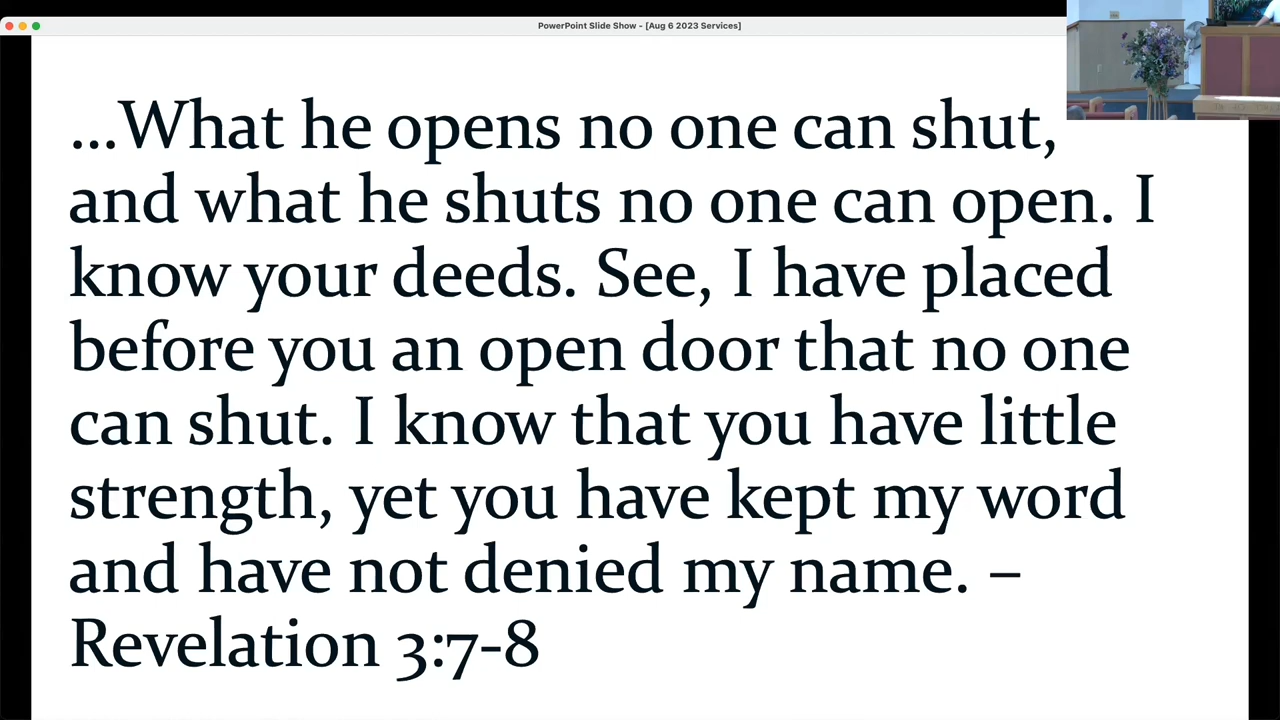 PowerPoint Slide Show - [Aug 6 2023 Services]
...What he opens no one can shut,
and what he shuts no one can open. I
know your deeds. See, I have placed
before you an open door that no one
can shut. I know that you have little
strength, yet you have kept my word
and have not denied my name. –
Revelation 3:7-8